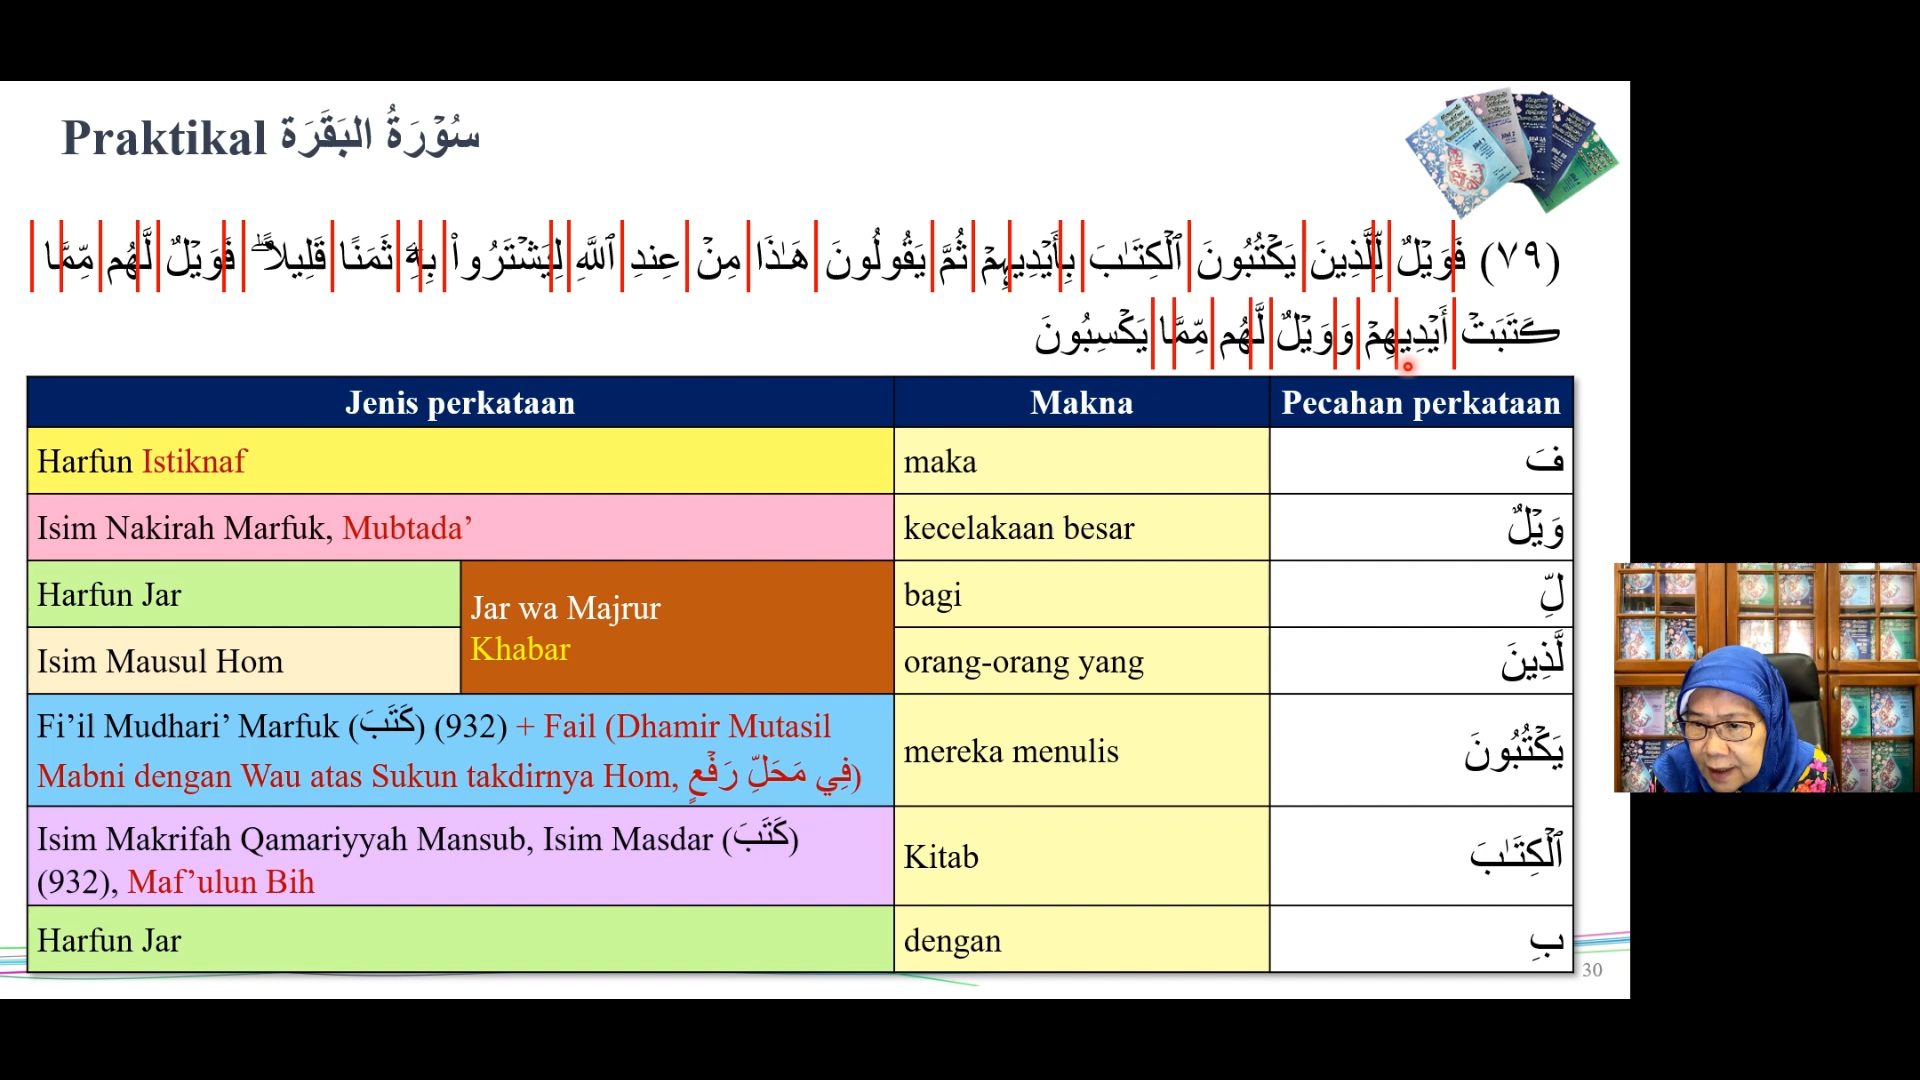 Praktikal سُوْرَةُ البَقَرَة
(٧٩) فَوَيْلٌ لِّلَّذِينَ يَكْتُبُونَ ٱلْكِتَـٰبَ بِأَيْدِيهِمْ ثُمَّ يَقُولُونَ هَـٰذَا مِنْ عِندِ ٱللَّهِ لِيَشْتَرُوا۟ بِهِۦ ثَمَنًا قَلِيلاً ۖ فَوَيْلٌ لَّهُم مِّمَّا
كَتَبَتْ أَيْدِيهِمْ وَوَيْلٌ لَّهُم مِّمَّا يَكْسِبُونَ
Jenis perkataan Makna Pecahan perkataan
Harfun Istiknaf maka فَ
Isim Nakirah Marfuk, Mubtada’ kecelakaan besar وَيْلٌ
Harfun Jar bagi لِّ
Jar wa Majrur
Khabar
Isim Mausul Hom orang-orang yang لَّذِينَ
Fi’il Mudhari’ Marfuk (كَتَبَ) (932) + Fail (Dhamir Mutasil
Mabni dengan Wau atas Sukun takdirnya Hom, فِي مَحَلِّ رَفْعٍ)
mereka menulis يَكْتُبُونَ
Isim Makrifah Qamariyyah Mansub, Isim Masdar (كَتَبَ)
(932), Maf’ulun Bih
Kitab ٱلْكِتَـٰبَ
Harfun Jar dengan بِ
30